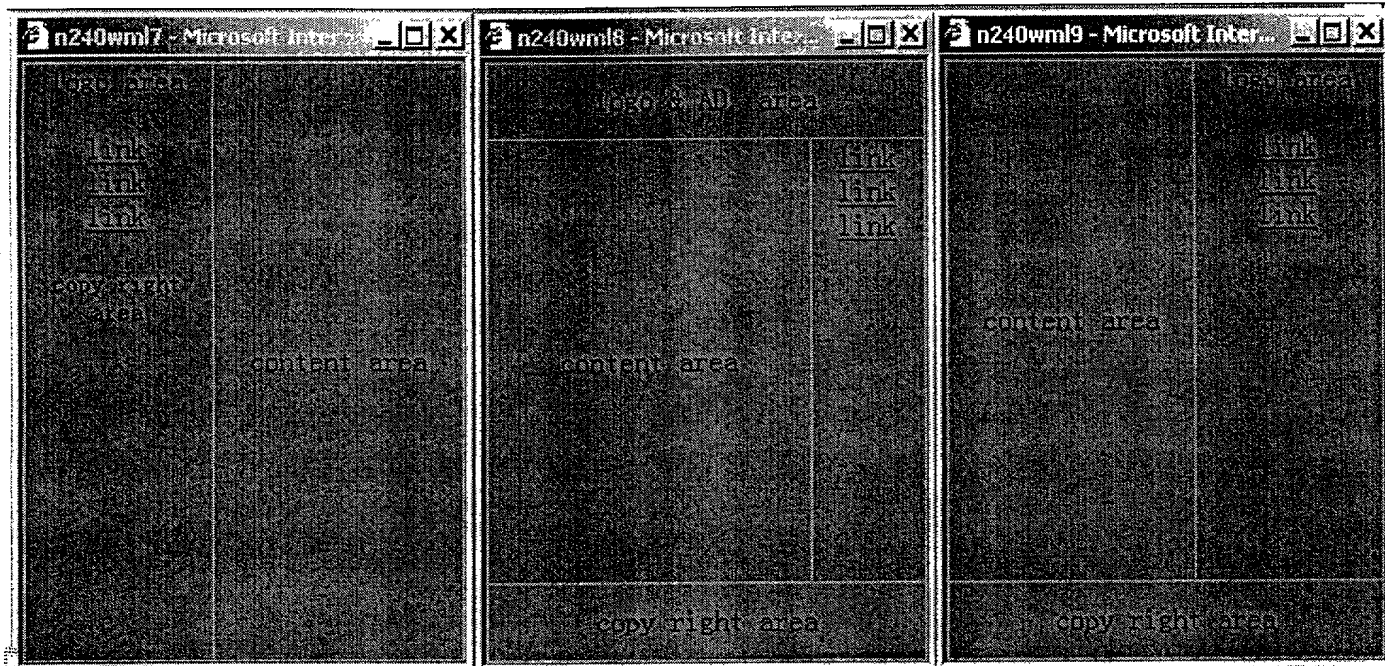 n240wml7 - Microsoft Inter
logo area
link
link
link
copy right
area
content area
n240wml8 - Microsoft Inte...
logo & AD area
link
link
link
content area
copy right area
n240wml9 - Microsoft Inter...
logo area
link
link
link
content area
copy right area